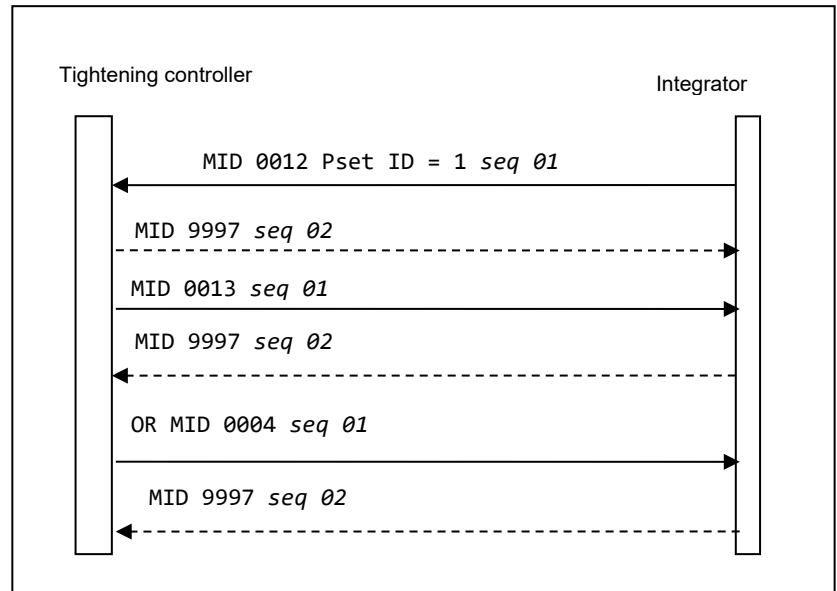 Tightening controller
Integrator
MID 0012 Pset ID = 1 seq 01
MID 9997 seq 02
MID 0013 seq 01
MID 9997 seq 02
OR MID 0004 seq 01
MID 9997 seq 02